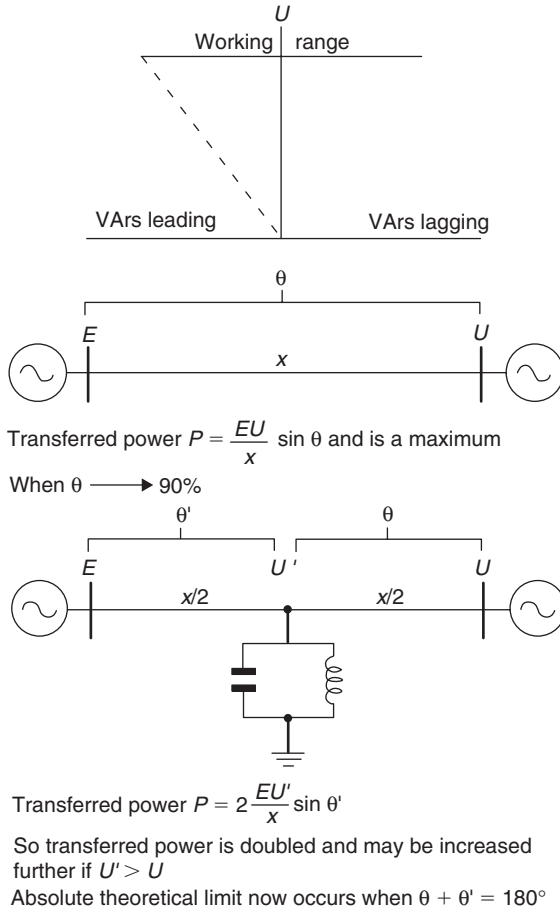 U
Working range
VArs leading VArs lagging
θ
E U
x
Transferred power P = EU/x sin θ and is a maximum
When θ → 90%
θ' θ
E U' U
x/2 x/2
Transferred power P = 2 EU'/x sin θ'
So transferred power is doubled and may be increased
further if U' > U
Absolute theoretical limit now occurs when θ + θ' = 180°